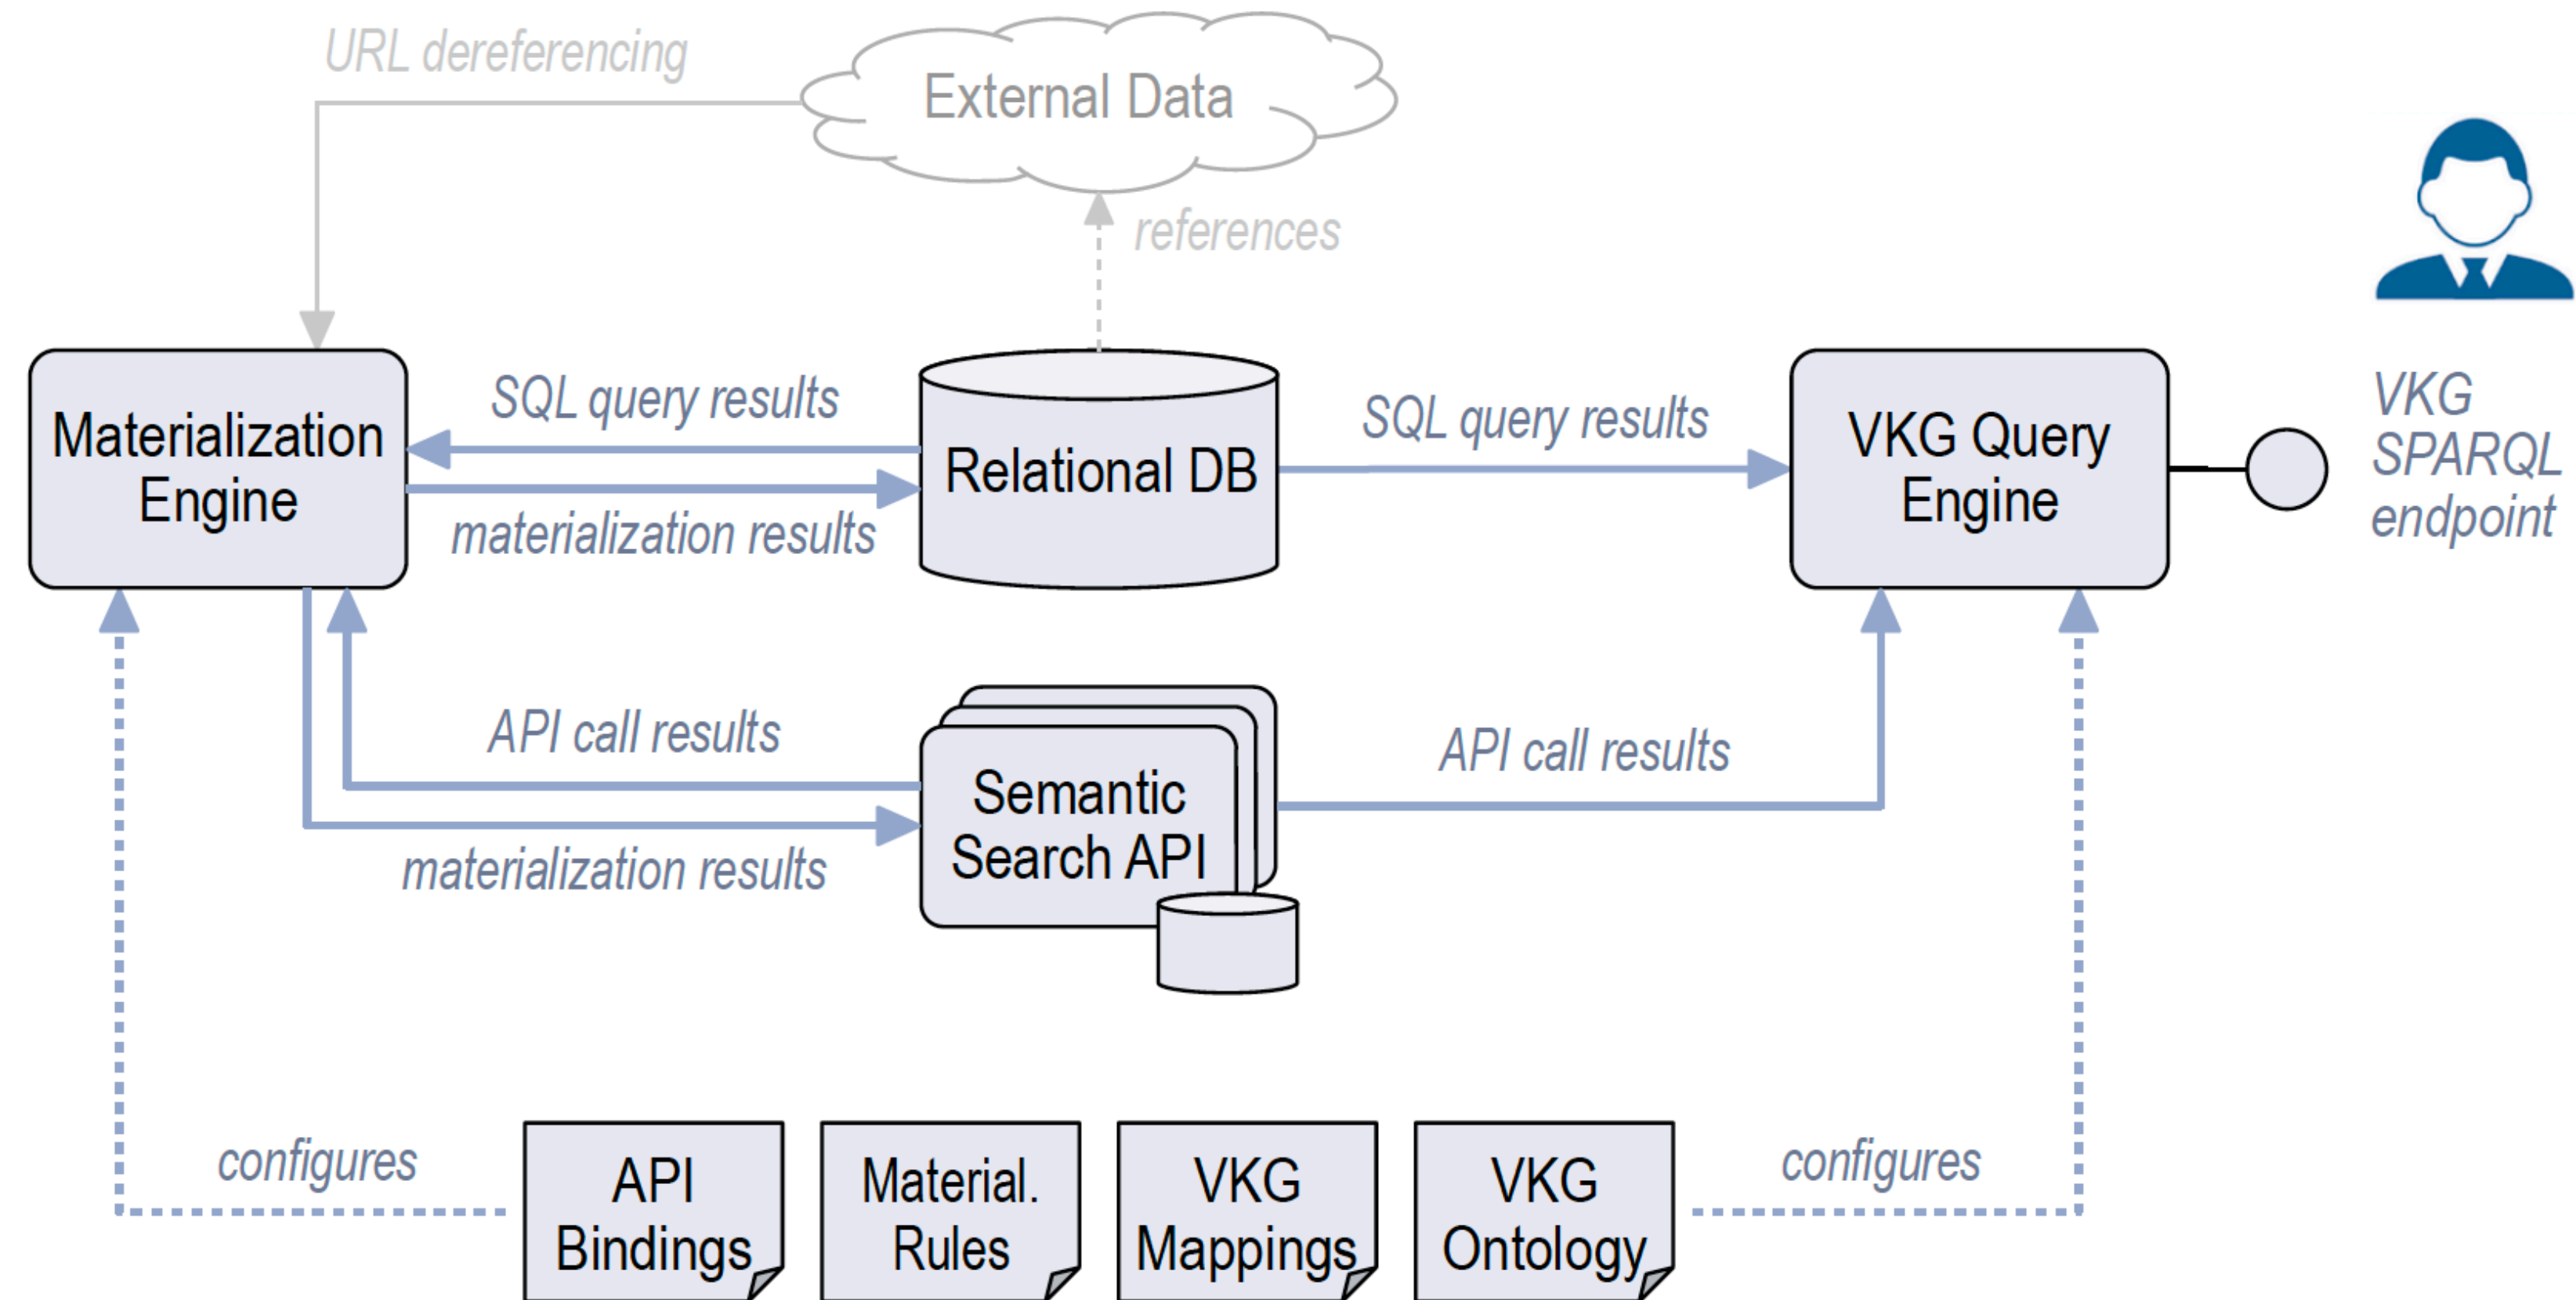 URL dereferencing
External Data
references
Materialization
Engine
SQL query results
materialization results
Relational DB
SQL query results
VKG Query
Engine
VKG
SPARQL
endpoint
API call results
materialization results
Semantic
Search API
API call results
configures
API
Bindings
Material.
Rules
VKG
Mappings
VKG
Ontology
configures